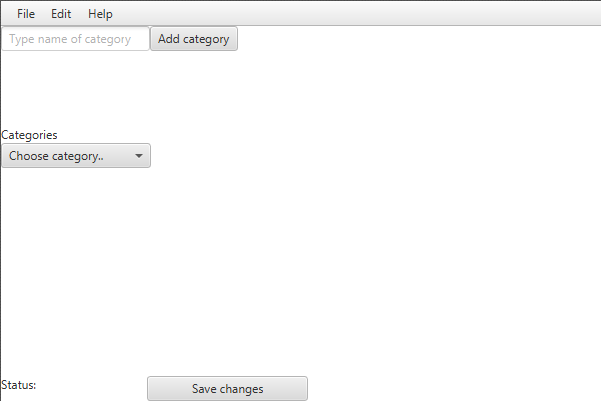 File Edit Help
Type name of category Add category
Categories
Choose category..
Status: Save changes